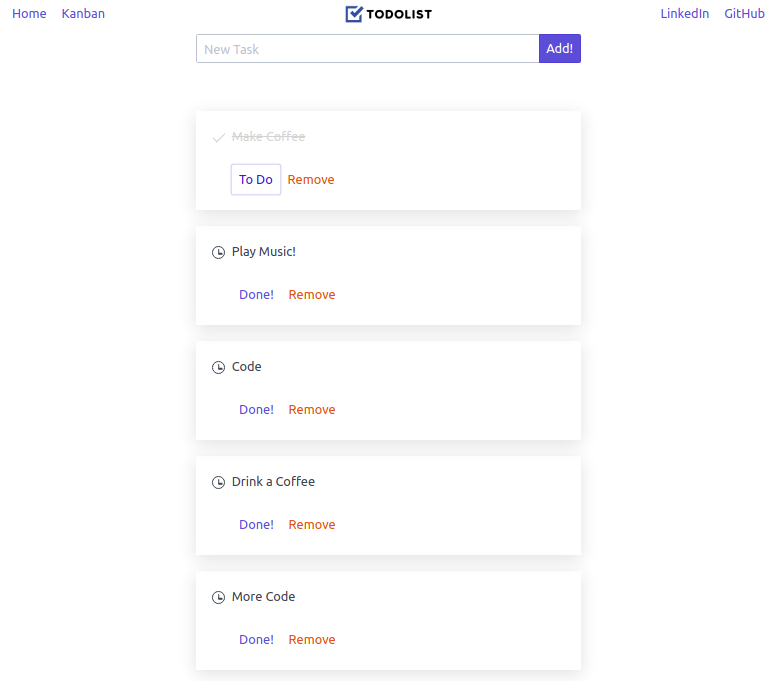 Home Kanban TODOLIST LinkedIn GitHub
New Task Add!
Make Coffee
To Do Remove
Play Music!
Done! Remove
Code
Done! Remove
Drink a Coffee
Done! Remove
More Code
Done! Remove